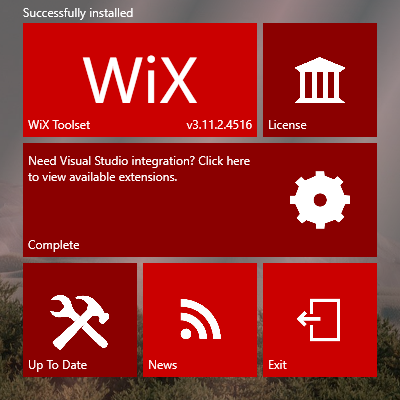 Successfully installed
WiX
WiX Toolset
v3.11.2.4516
License
Need Visual Studio integration? Click here
to view available extensions.
Complete
Up To Date
News
Exit